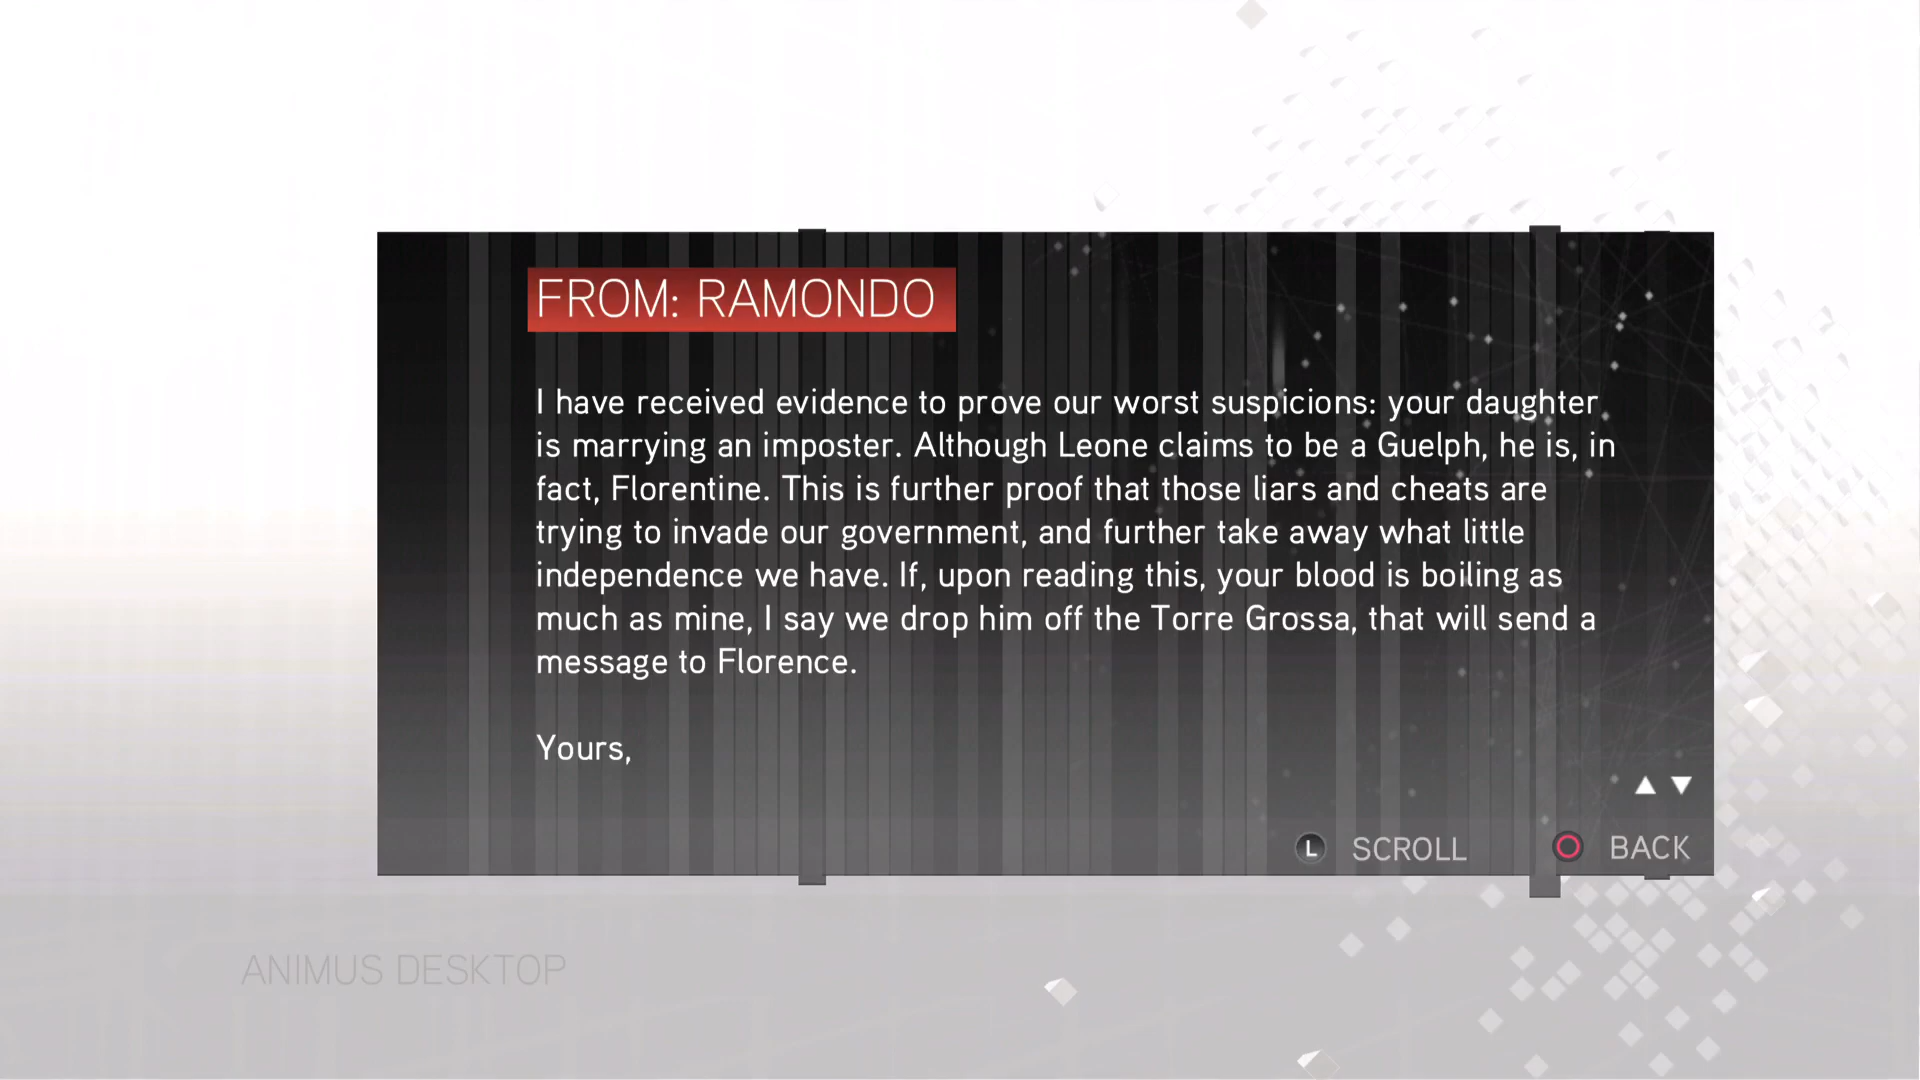 FROM: RAMONDO
I have received evidence to prove our worst suspicions: your daughter
is marrying an imposter. Although Leone claims to be a Guelph, he is, in
fact, Florentine. This is further proof that those liars and cheats are
trying to invade our government, and further take away what little
independence we have. If, upon reading this, your blood is boiling as
much as mine, I say we drop him off the Torre Grossa, that will send a
message to Florence.
Yours,
L SCROLL BACK
ANIMUS DESKTOP